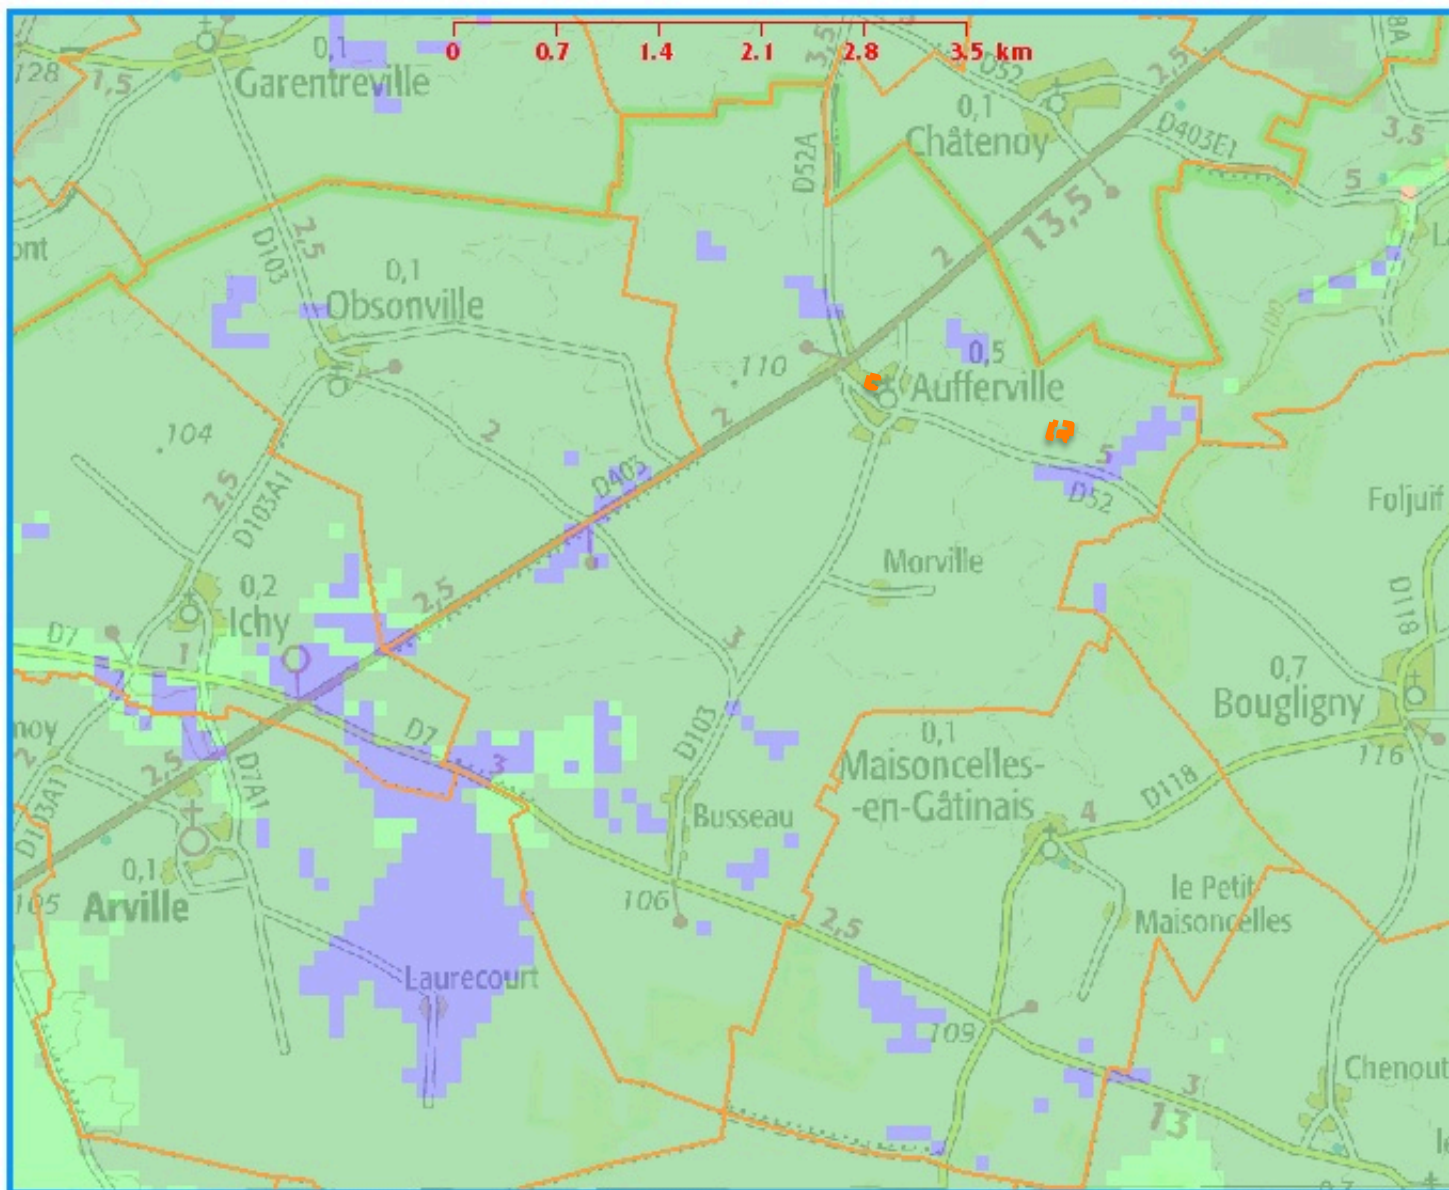 0 0.7 1.4 2.1 2.8 3.5 km
0,1
Garentreville
128
1,5
3,5
D52
2,5
0,1
Châtenoy
D403E1
3,5
5
D52A
13,5
2
2,5
D103
0,1
Obsonville
100
110
0,5
Aufferville
2
2
104
D403
5
D52
Foljuif
2,5
D103A1
Morville
0,2
Ichy
2,5
D118
D7
1
3
0,7
Bougligny
116
D7
3
D103
0,1
Maisoncelles-
-en-Gâtinais
D118
4
2
2,5
D7A1
D103A1
Busseau
0,1
Arville
105
106
2,5
le Petit
Maisoncelles
Laurecourt
109
Chenout
3
13